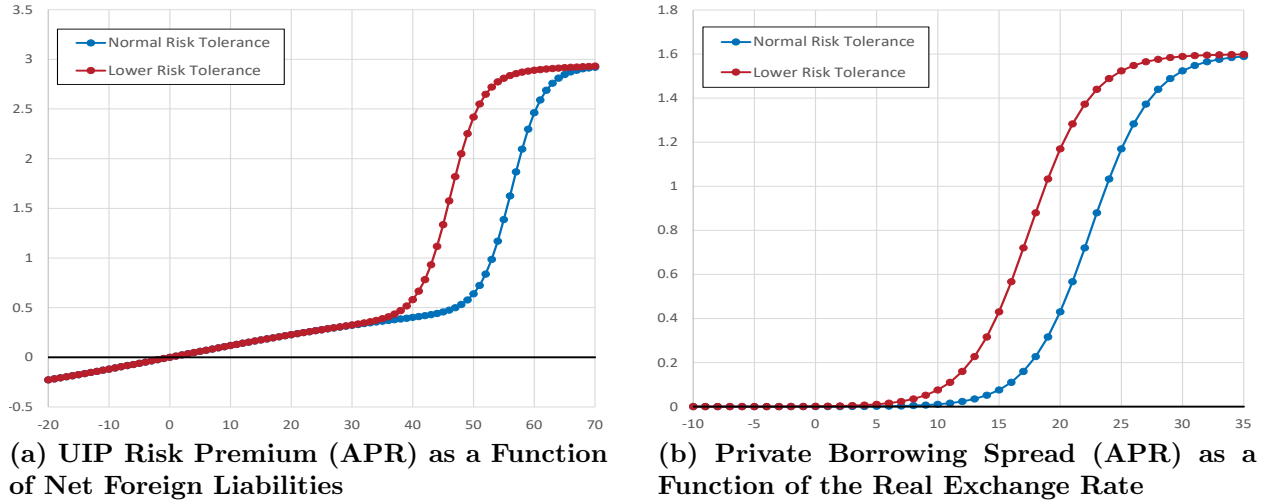 3.5
3
2.5
2
1.5
1
0.5
0
-0.5
-20 -10 0 10 20 30 40 50 60 70
Normal Risk Tolerance
Lower Risk Tolerance
(a) UIP Risk Premium (APR) as a Function
of Net Foreign Liabilities
1.8
1.6
1.4
1.2
1
0.8
0.6
0.4
0.2
0
-10 -5 0 5 10 15 20 25 30 35
Normal Risk Tolerance
Lower Risk Tolerance
(b) Private Borrowing Spread (APR) as a
Function of the Real Exchange Rate